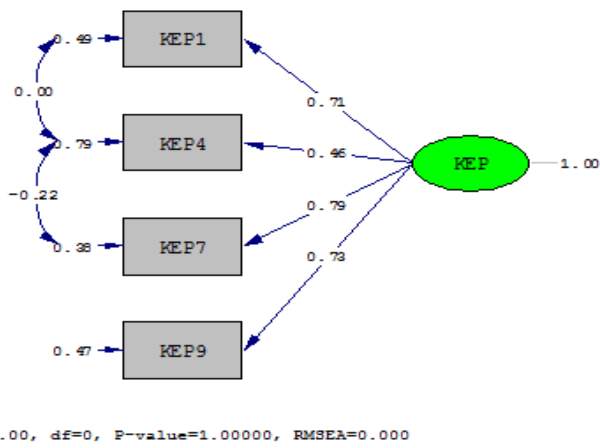 0.49
KEP1
0.00
0.71
0.79
KEP4
0.46
KEP
1.00
-0.22
0.79
0.38
KEP7
0.73
0.47
KEP9
.00, df=0, P-value=1.00000, RMSEA=0.000